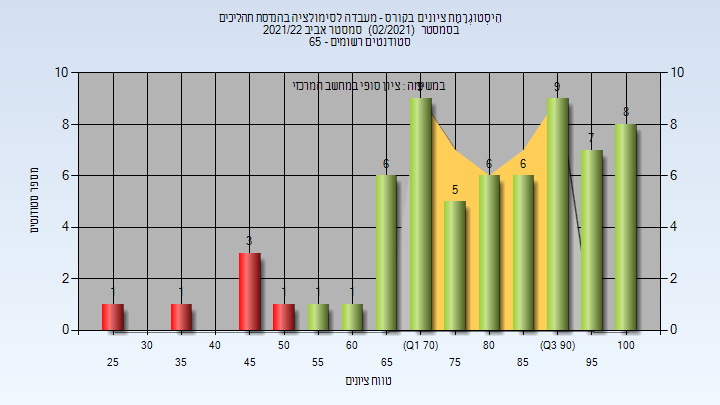 היסטוגרמת ציונים בקורס - מעבדה לסימולציה בהנדסת תהליכים
בסמסטר (02/2021) סמסטר אביב 2021/22
סטודנטים רשומים - 65
במשימה : ציון סופי במחשב המרכזי
מספר סטודנטים
10 10
8 8
6 6
4 4
2 2
0 0
1 1 3 1 1 1 6 9 5 6 6 9 7 8
30 40 50 60 (Q1 70) 80 (Q3 90) 100
25 35 45 55 65 75 85 95
טווח ציונים